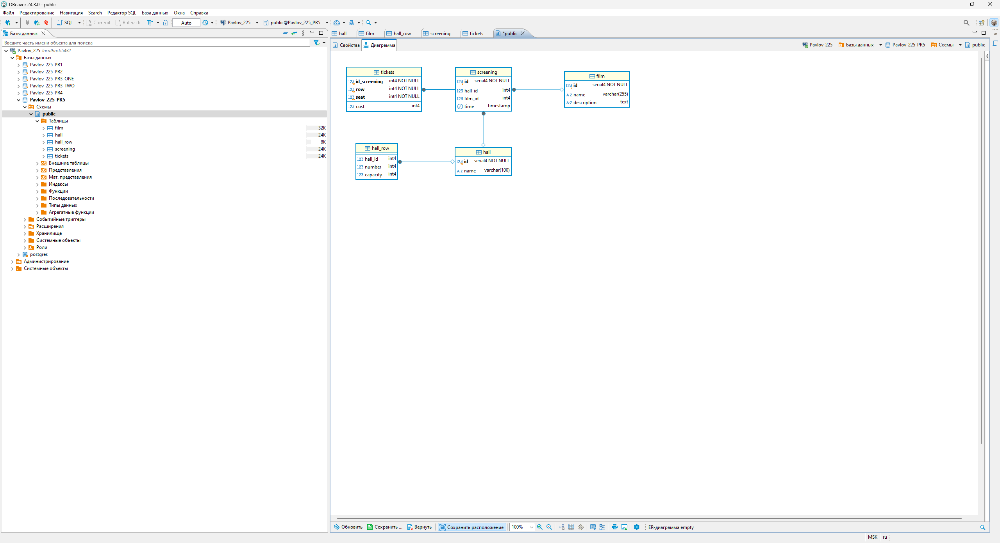 DBeaver 24.3.0 - public
Файл Редактирование Навигация Search Редактор SQL База данных Окна Справка
SQL Commit Rollback Auto Pavlov_225 public@Pavlov_225_PR5
Базы данных
Введите часть имени объекта для поиска
Pavlov_225 localhost:5432
Базы данных
Pavlov_225_PR1
Pavlov_225_PR2
Pavlov_225_PR3_ONE
Pavlov_225_PR3_TWO
Pavlov_225_PR4
Pavlov_225_PR5
Схемы
public
Таблицы
film 32K
hall 24K
hall_row 8K
screening 24K
tickets 24K
Внешние таблицы
Представления
Мат. представления
Индексы
Функции
Последовательности
Типы данных
Агрегатные функции
Событийные триггеры
Расширения
Хранилище
Системные объекты
Роли
postgres
Администрирование
Системные объекты
hall film hall_row screening tickets *public
Свойства Диаграмма Pavlov_225 Базы данных Pavlov_225_PR5 Схемы public
tickets
123 id_screening int4 NOT NULL
123 row int4 NOT NULL
123 seat int4 NOT NULL
123 cost int4
screening
123 id serial4 NOT NULL
123 hall_id int4
123 film_id int4
time timestamp
film
123 id serial4 NOT NULL
A-Z name varchar(255)
A-Z description text
hall_row
123 hall_id int4
123 number int4
123 capacity int4
hall
123 id serial4 NOT NULL
A-Z name varchar(100)
Обновить Сохранить ... Вернуть Сохранить расположение 100% ER-диаграмма empty
MSK ru